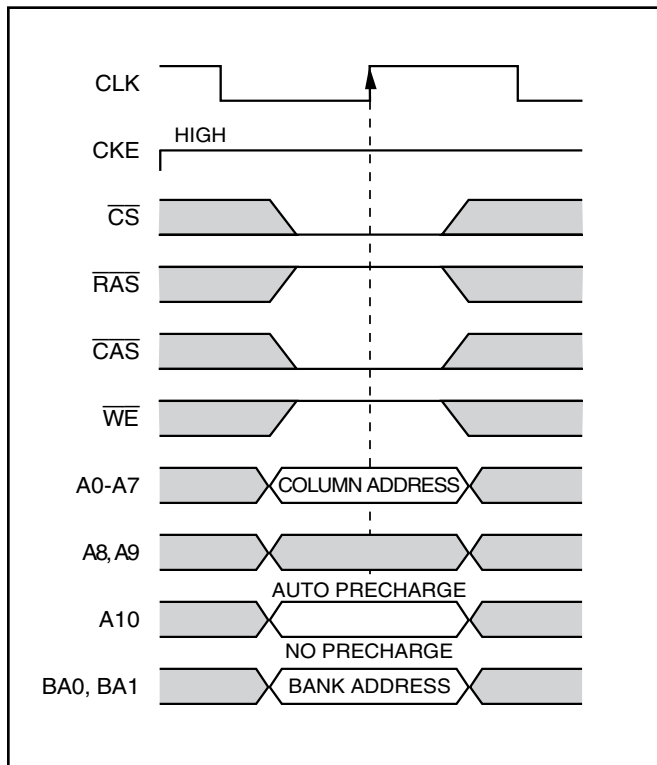 CLK
CKE HIGH
CS
RAS
CAS
WE
A0-A7 COLUMN ADDRESS
A8, A9
AUTO PRECHARGE
A10
NO PRECHARGE
BA0, BA1 BANK ADDRESS